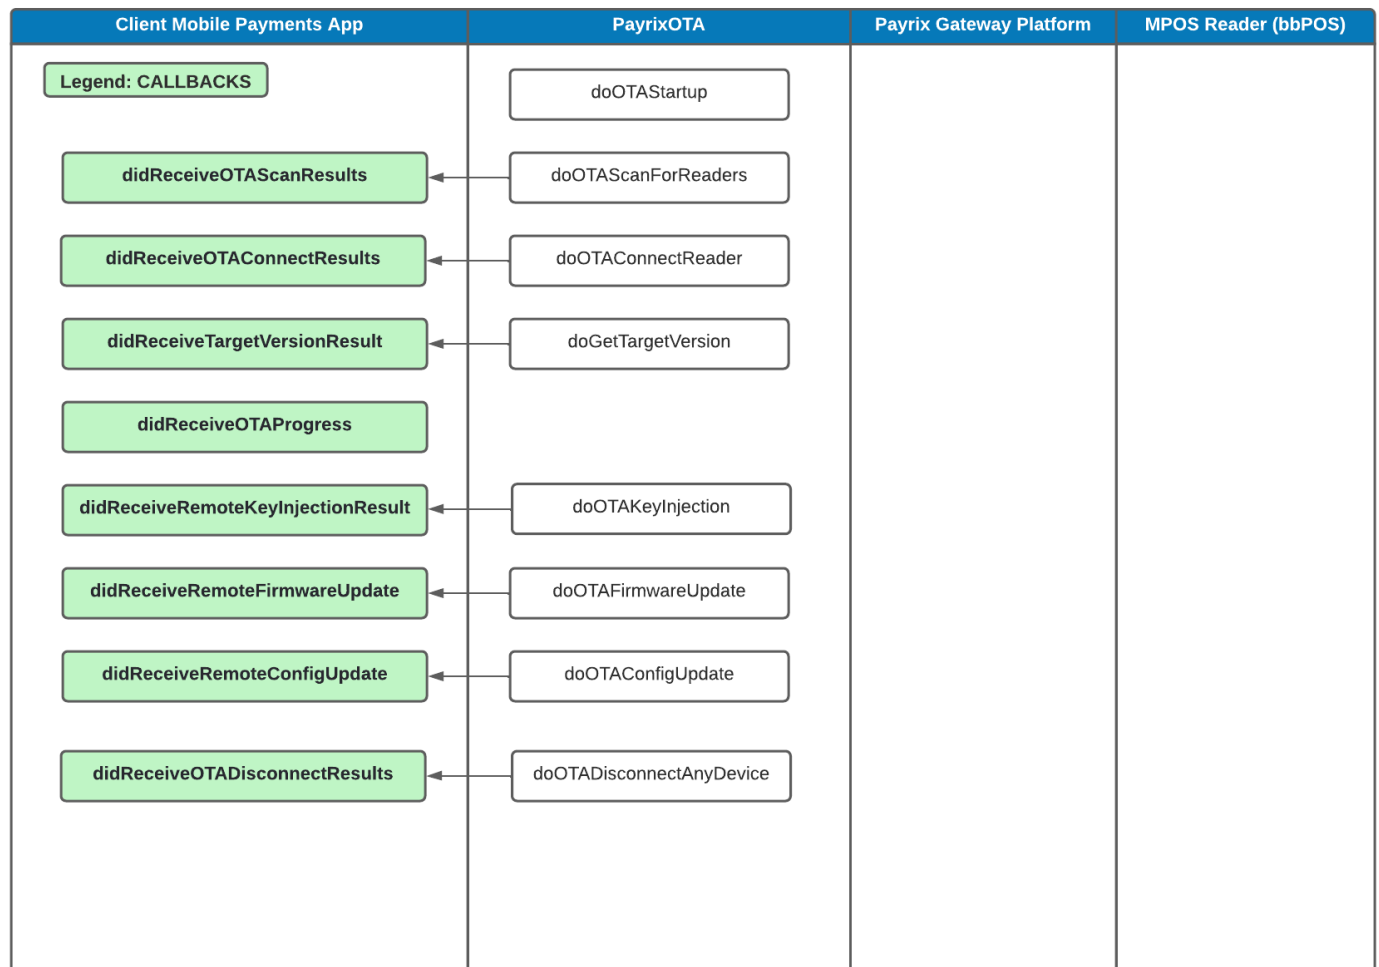 Client Mobile Payments App
PayrixOTA
Payrix Gateway Platform
MPOS Reader (bbPOS)
Legend: CALLBACKS
doOTAStartup
didReceiveOTAScanResults
doOTAScanForReaders
didReceiveOTAConnectResults
doOTAConnectReader
didReceiveTargetVersionResult
doGetTargetVersion
didReceiveOTAProgress
didReceiveRemoteKeyInjectionResult
doOTAKeyInjection
didReceiveRemoteFirmwareUpdate
doOTAFirmwareUpdate
didReceiveRemoteConfigUpdate
doOTAConfigUpdate
didReceiveOTADisconnectResults
doOTADisconnectAnyDevice